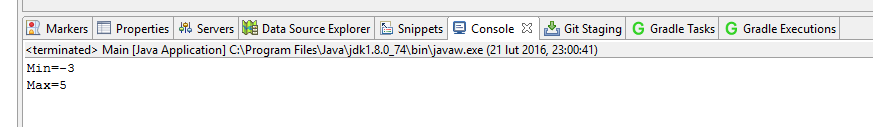 Markers Properties Servers Data Source Explorer Snippets Console Git Staging Gradle Tasks Gradle Executions
<terminated> Main [Java Application] C:\Program Files\Java\jdk1.8.0_74\bin\javaw.exe (21 lut 2016, 23:00:41)
Min=-3
Max=5